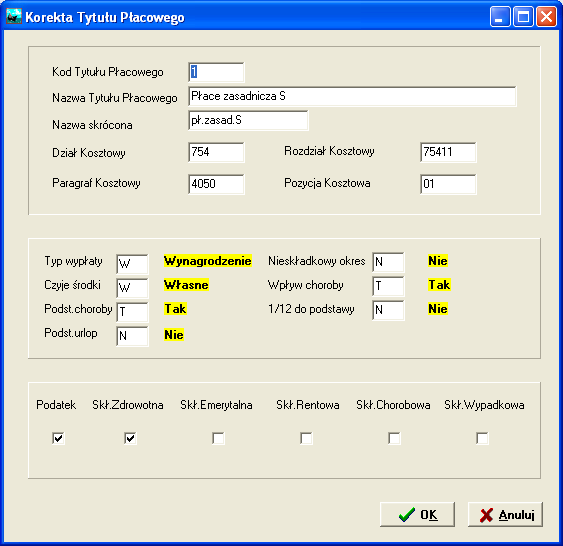 Korekta Tytułu Płacowego
Kod Tytułu Płacowego 1
Nazwa Tytułu Płacowego Płace zasadnicza S
Nazwa skrócona pł.zasad.S
Dział Kosztowy 754 Rozdział Kosztowy 75411
Paragraf Kosztowy 4050 Pozycja Kosztowa 01
Typ wypłaty W Wynagrodzenie Nieskładkowy okres N Nie
Czyje środki W Własne Wpływ choroby T Tak
Podst.choroby T Tak 1/12 do podstawy N Nie
Podst.urlop N Nie
Podatek Skł.Zdrowotna Skł.Emerytalna Skł.Rentowa Skł.Chorobowa Skł.Wypadkowa
OK Anuluj